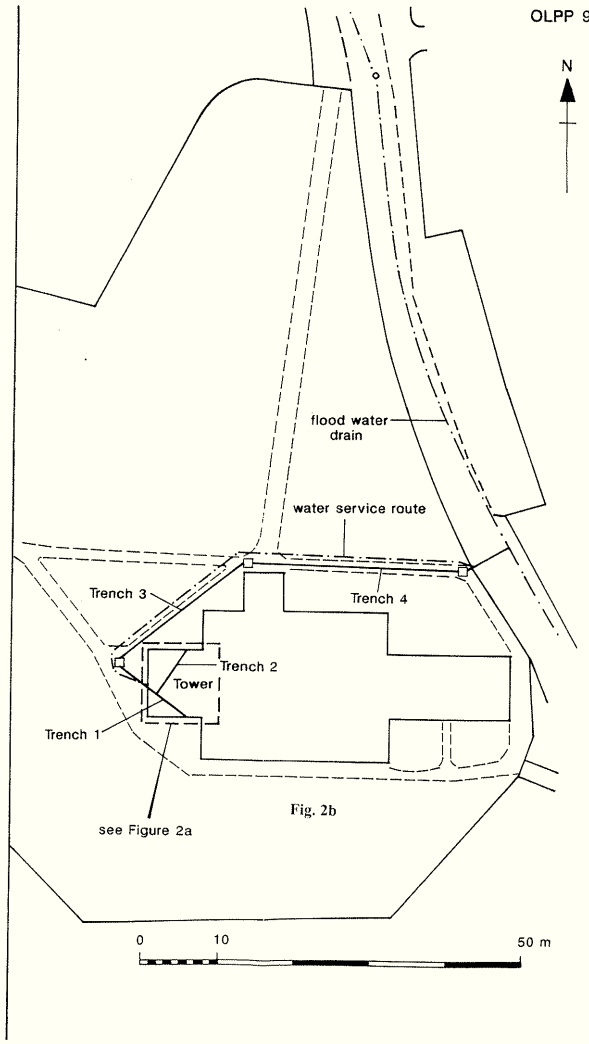 OLPP 9
N
flood water
drain
water service route
Trench 3
Trench 4
Trench 2
Tower
Trench 1
Fig. 2b
see Figure 2a
0 10 50 m